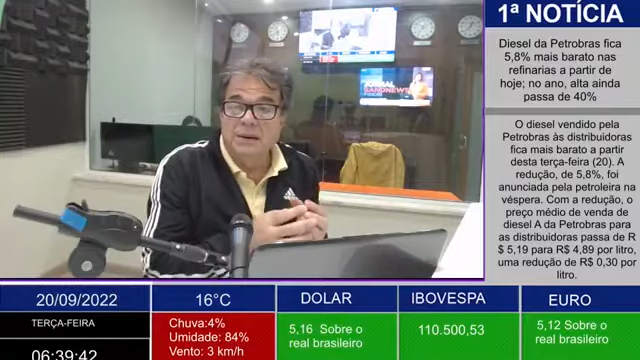 1ª NOTÍCIA
Diesel da Petrobras fica
5,8% mais barato nas
refinarias a partir de
hoje; no ano, alta ainda
passa de 40%
O diesel vendido pela
Petrobras às distribuidoras
fica mais barato a partir
desta terça-feira (20). A
redução, de 5,8%, foi
anunciada pela petroleira na
véspera. Com a redução, o
preço médio de venda de
diesel A da Petrobras para
as distribuidoras passa de R
$ 5,19 para R$ 4,89 por litro,
uma redução de R$ 0,30 por
litro.
JORNAL
BANDNEWS
adidas
20/09/2022
TERÇA-FEIRA
06:39:42
16°C
Chuva:4%
Umidade: 84%
Vento: 3 km/h
DOLAR
5,16 Sobre o
real brasileiro
IBOVESPA
110.500,53
EURO
5,12 Sobre o
real brasileiro